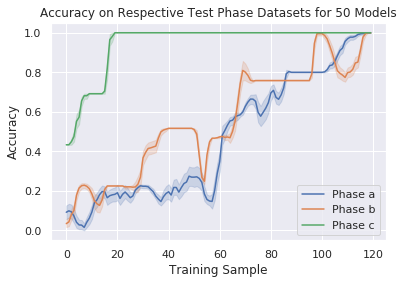 Accuracy on Respective Test Phase Datasets for 50 Models
1.0
0.8
0.6
0.4
0.2
0.0
Accuracy
0 20 40 60 80 100 120
Training Sample
Phase a
Phase b
Phase c